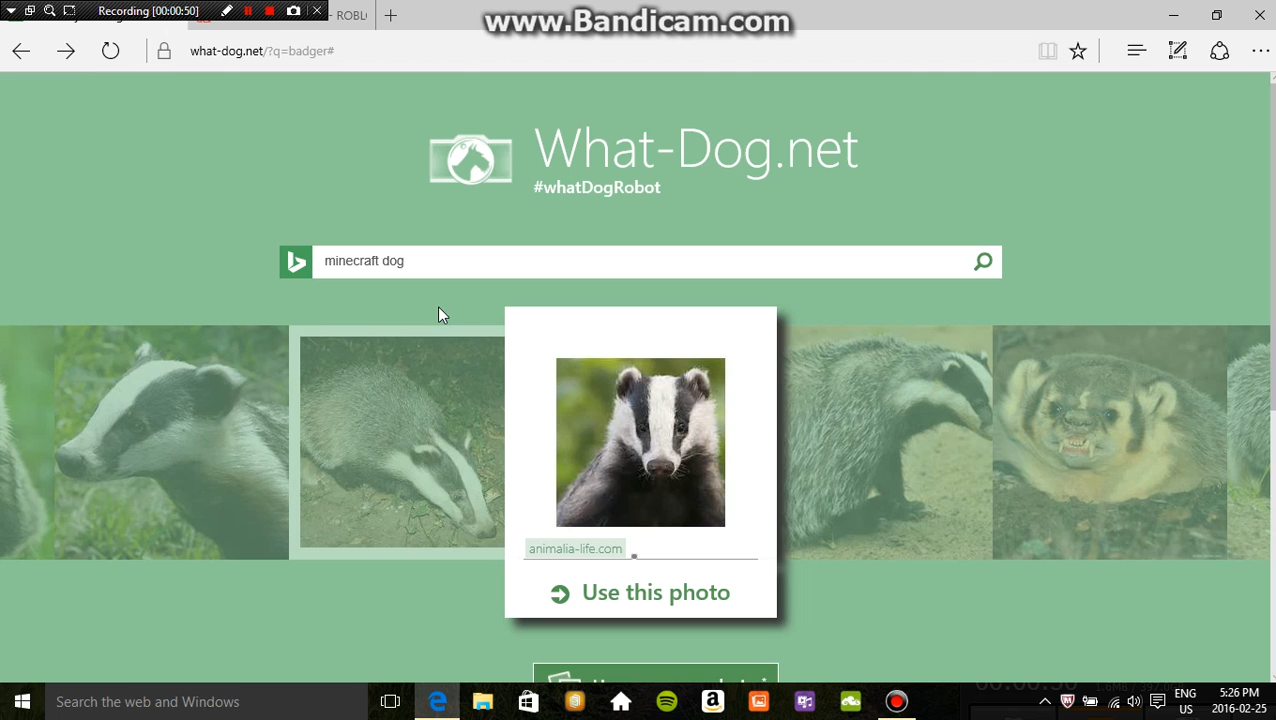 Recording [00:00:50]
ROBL
www.Bandicam.com
what-dog.net/?q=badger#
What-Dog.net
#whatDogRobot
minecraft dog
animalia-life.com
Use this photo
Search the web and Windows
ENG
US
5:26 PM
2016-02-25